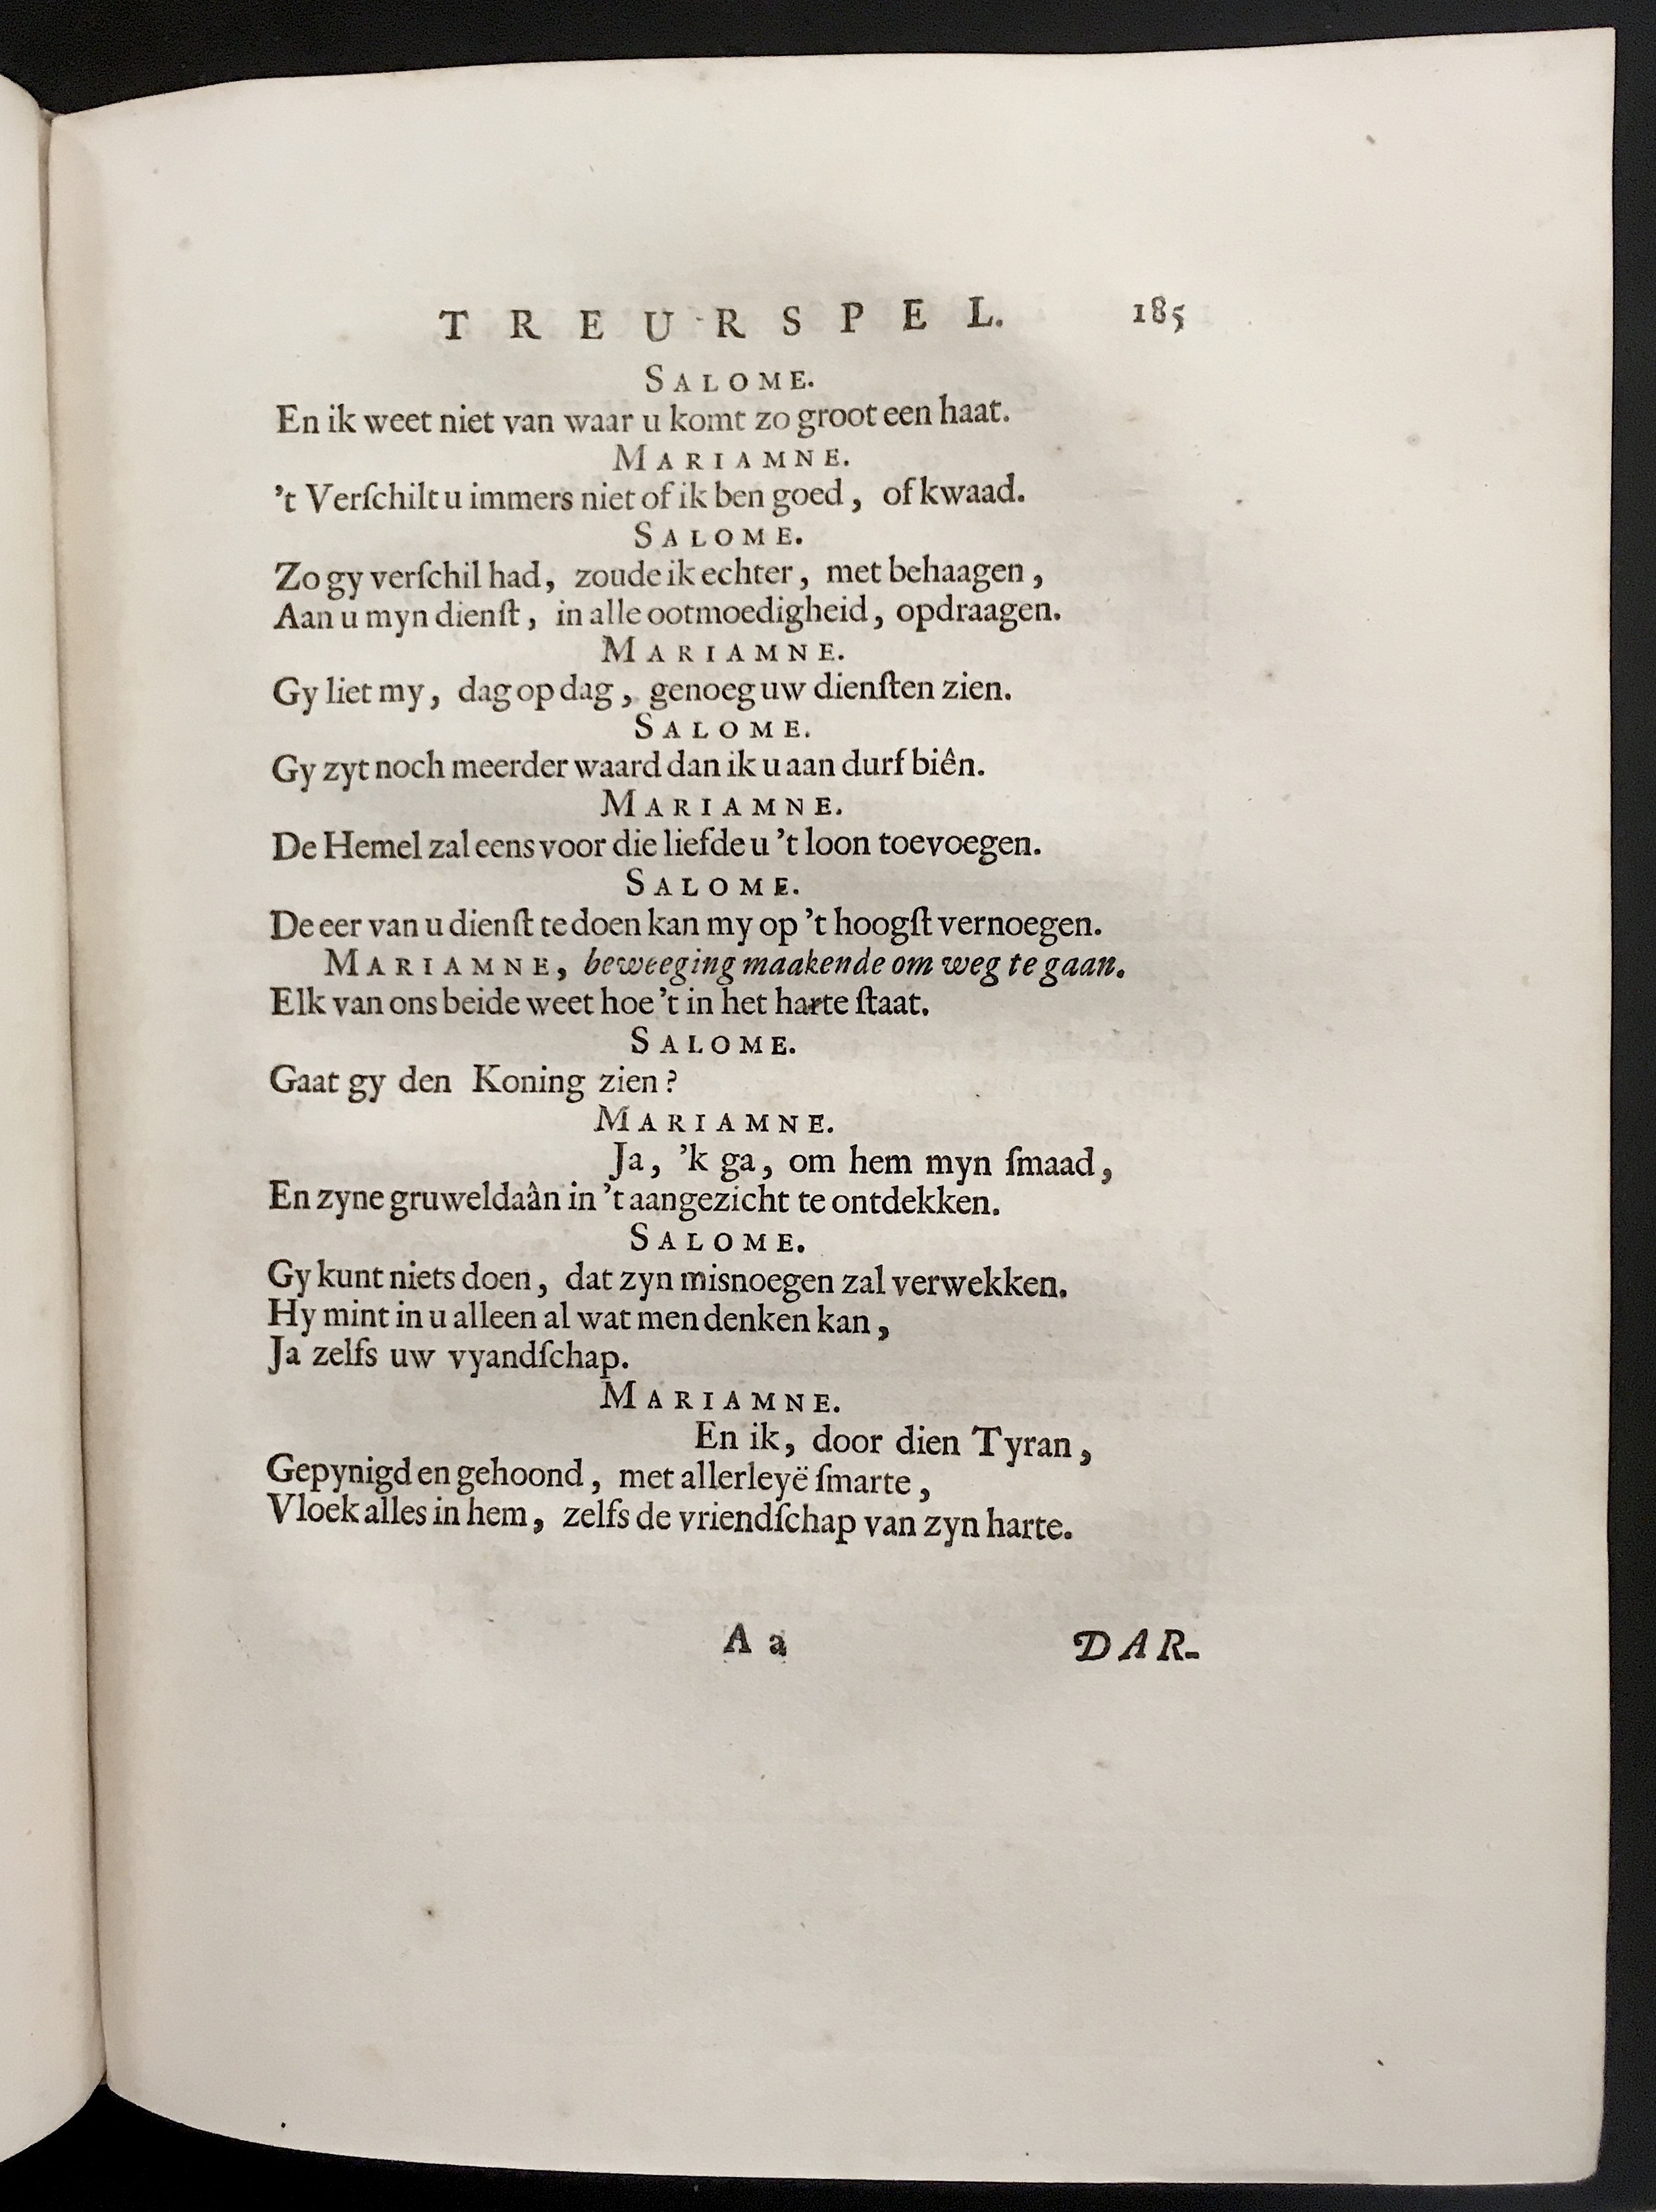 TREURSPEL. 185
SALOME.
En ik weet niet van waar u komt zo groot een haat.
MARIAMNE.
't Verſchilt u immers niet of ik ben goed, of kwaad.
SALOME.
Zo gy verſchil had, zoude ik echter, met behaagen,
Aan u myn dienſt, in alle ootmoedigheid, opdraagen.
MARIAMNE.
Gy liet my, dag op dag, genoeg uw dienſten zien.
SALOME.
Gy zyt noch meerder waard dan ik u aan durf biên.
MARIAMNE.
De Hemel zal eens voor die liefde u 't loon toevoegen.
SALOME.
De eer van u dienſt te doen kan my op 't hoogſt vernoegen.
MARIAMNE, beweeging maakende om weg te gaan.
Elk van ons beide weet hoe 't in het harte ſtaat.
SALOME.
Gaat gy den Koning zien?
MARIAMNE.
Ja, 'k ga, om hem myn ſmaad,
En zyne gruweldaân in 't aangezicht te ontdekken.
SALOME.
Gy kunt niets doen, dat zyn misnoegen zal verwekken.
Hy mint in u alleen al wat men denken kan,
Ja zelfs uw vyandſchap.
MARIAMNE.
En ik, door dien Tyran,
Gepynigd en gehoond, met allerleyë ſmarte,
Vloek alles in hem, zelfs de vriendſchap van zyn harte.
Aa DAR-